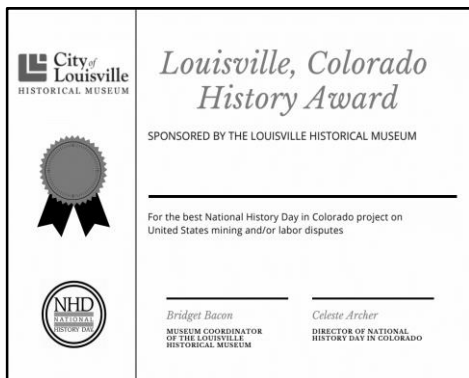 City of
Louisville
HISTORICAL MUSEUM
Louisville, Colorado
History Award
SPONSORED BY THE LOUISVILLE HISTORICAL MUSEUM
For the best National History Day in Colorado project on
United States mining and/or labor disputes
NHD
NATIONAL
HISTORY DAY
Bridget Bacon
MUSEUM COORDINATOR
OF THE LOUISVILLE
HISTORICAL MUSEUM
Celeste Archer
DIRECTOR OF NATIONAL
HISTORY DAY IN COLORADO